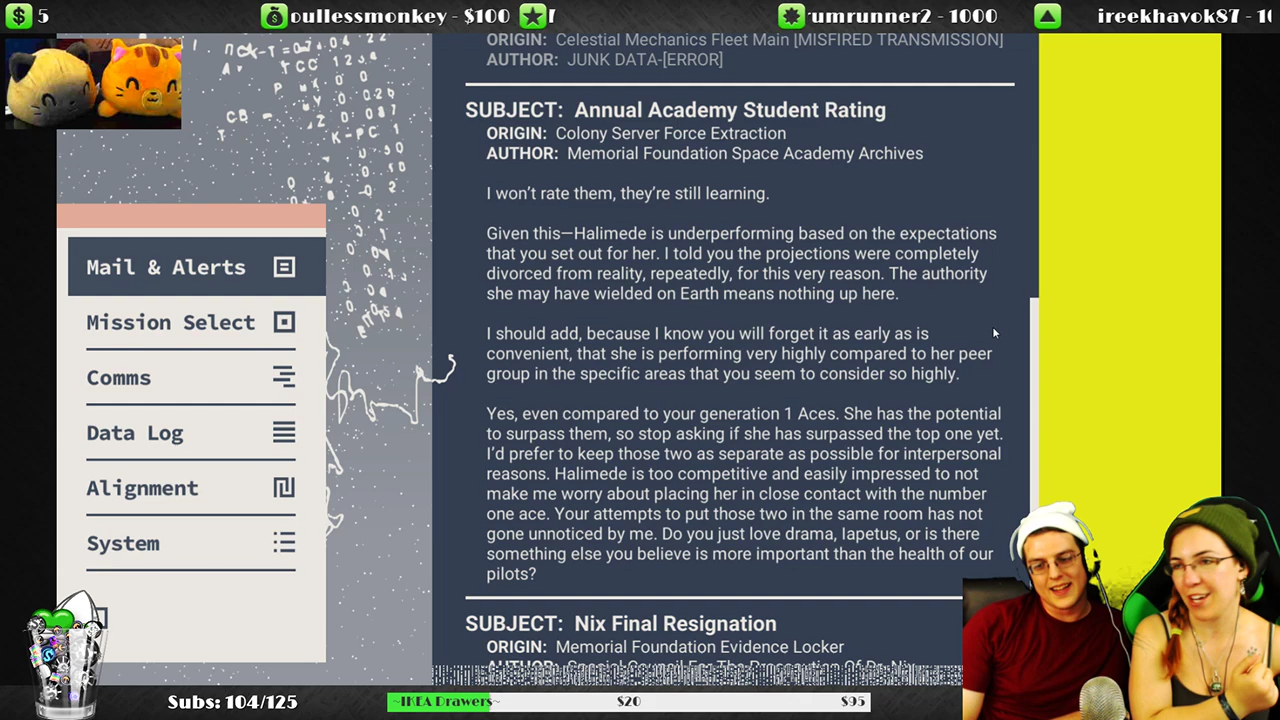 5
oullessmonkey - $100
rumrunner2 - 1000
ireekhavok87 - 10
ORIGIN: Celestial Mechanics Fleet Main [MISFIRED TRANSMISSION]
AUTHOR: JUNK DATA-[ERROR]
SUBJECT: Annual Academy Student Rating
ORIGIN: Colony Server Force Extraction
AUTHOR: Memorial Foundation Space Academy Archives
I won't rate them, they're still learning.
Given this—Halimede is underperforming based on the expectations
that you set out for her. I told you the projections were completely
divorced from reality, repeatedly, for this very reason. The authority
she may have wielded on Earth means nothing up here.
I should add, because I know you will forget it as early as is
convenient, that she is performing very highly compared to her peer
group in the specific areas that you seem to consider so highly.
Yes, even compared to your generation 1 Aces. She has the potential
to surpass them, so stop asking if she has surpassed the top one yet.
I'd prefer to keep those two as separate as possible for interpersonal
reasons. Halimede is too competitive and easily impressed to not
make me worry about placing her in close contact with the number
one ace. Your attempts to put those two in the same room has not
gone unnoticed by me. Do you just love drama, Iapetus, or is there
something else you believe is more important than the health of our
pilots?
SUBJECT: Nix Final Resignation
ORIGIN: Memorial Foundation Evidence Locker
Mail & Alerts
Mission Select
Comms
Data Log
Alignment
System
Subs: 104/125
~IKEA Drawers~
$20
$95